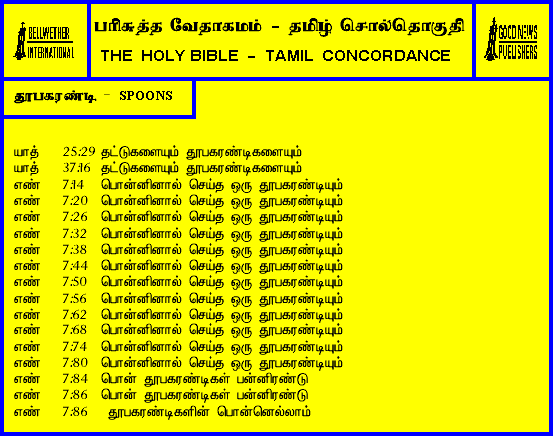 BELLWETHER
INTERNATIONAL
பரிசுத்த வேதாகமம் - தமிழ் சொல்தொகுதி
THE HOLY BIBLE - TAMIL CONCORDANCE
GOOD NEWS
PUBLISHERS
தூபகரண்டி - SPOONS
யாத் 25:29 தட்டுகளையும் தூபகரண்டிகளையும்
யாத் 37:16 தட்டுகளையும் தூபகரண்டிகளையும்
எண் 7:14 பொன்னினால் செய்த ஒரு தூபகரண்டியும்
எண் 7:20 பொன்னினால் செய்த ஒரு தூபகரண்டியும்
எண் 7:26 பொன்னினால் செய்த ஒரு தூபகரண்டியும்
எண் 7:32 பொன்னினால் செய்த ஒரு தூபகரண்டியும்
எண் 7:38 பொன்னினால் செய்த ஒரு தூபகரண்டியும்
எண் 7:44 பொன்னினால் செய்த ஒரு தூபகரண்டியும்
எண் 7:50 பொன்னினால் செய்த ஒரு தூபகரண்டியும்
எண் 7:56 பொன்னினால் செய்த ஒரு தூபகரண்டியும்
எண் 7:62 பொன்னினால் செய்த ஒரு தூபகரண்டியும்
எண் 7:68 பொன்னினால் செய்த ஒரு தூபகரண்டியும்
எண் 7:74 பொன்னினால் செய்த ஒரு தூபகரண்டியும்
எண் 7:80 பொன்னினால் செய்த ஒரு தூபகரண்டியும்
எண் 7:84 பொன் தூபகரண்டிகள் பன்னிரண்டு
எண் 7:86 பொன் தூபகரண்டிகள் பன்னிரண்டு
எண் 7:86 தூபகரண்டிகளின் பொன்னெல்லாம்